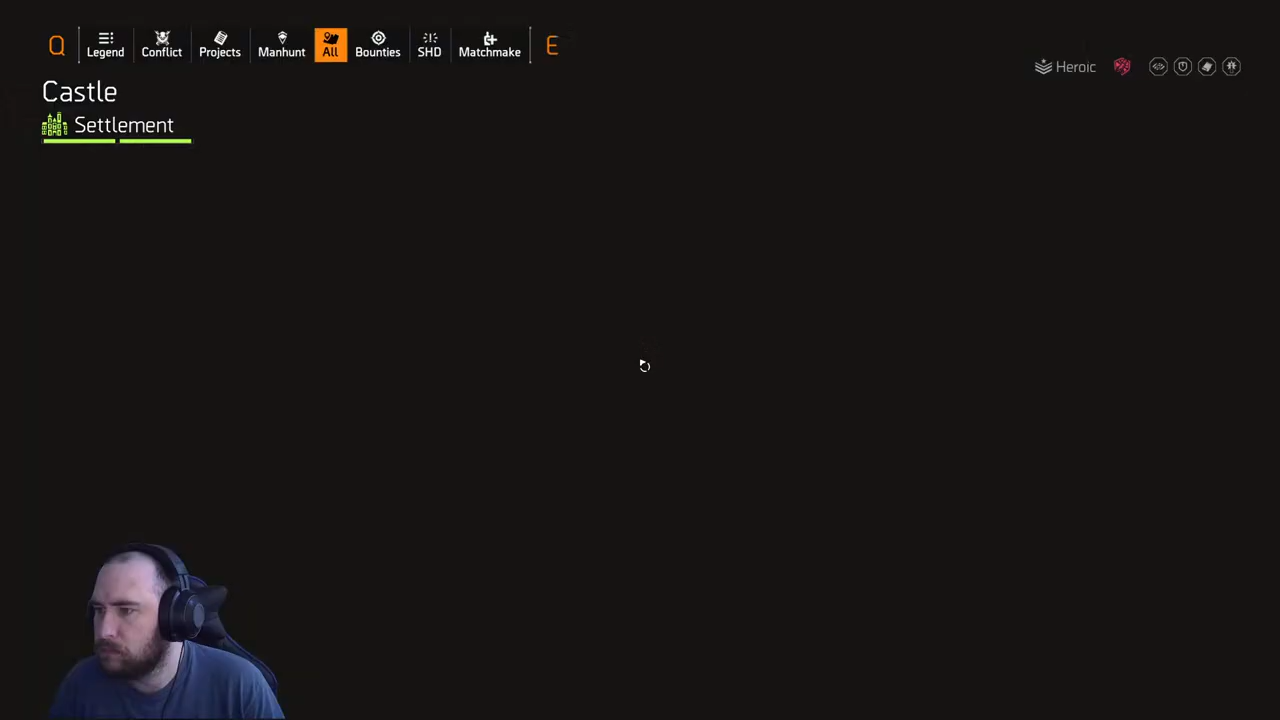 Q Legend Conflict Projects Manhunt All Bounties SHD Matchmake E
Heroic
Castle
Settlement